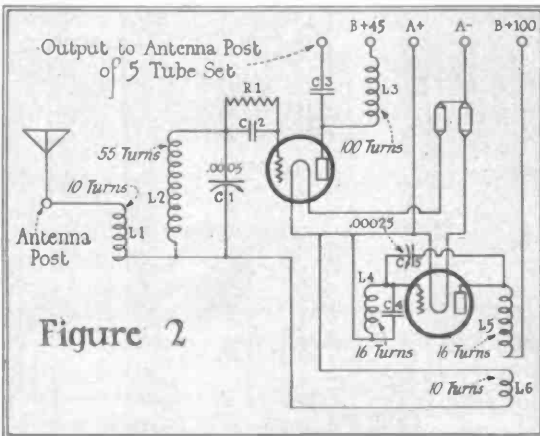 Output to Antenna Post
of 5 Tube Set
B+45
A+
A-
B+100
C3
L3
R1
C2
100 Turns
55 Turns
.0005
C1
10 Turns
L2
L1
Antenna
Post
.00025
C5
L4
C4
L5
16 Turns
16 Turns
10 Turns
L6
Figure 2